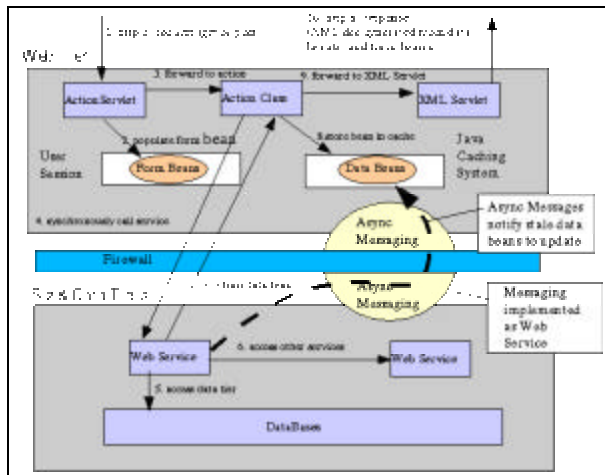 3. forward to action
9. forward to XML Servlet
Action Servlet
Action Class
XML Servlet
2. populate form bean
8. store bean in cache
User
Session
Form Beans
Data Beans
Java
Caching
System
4. synchronously call service
Async
Messaging
Async Messages
notify stale data
beans to update
Firewall
Async
Messaging
Messaging
implemented
as Web
Service
Web Service
6. access other services
Web Service
5. access data tier
DataBases